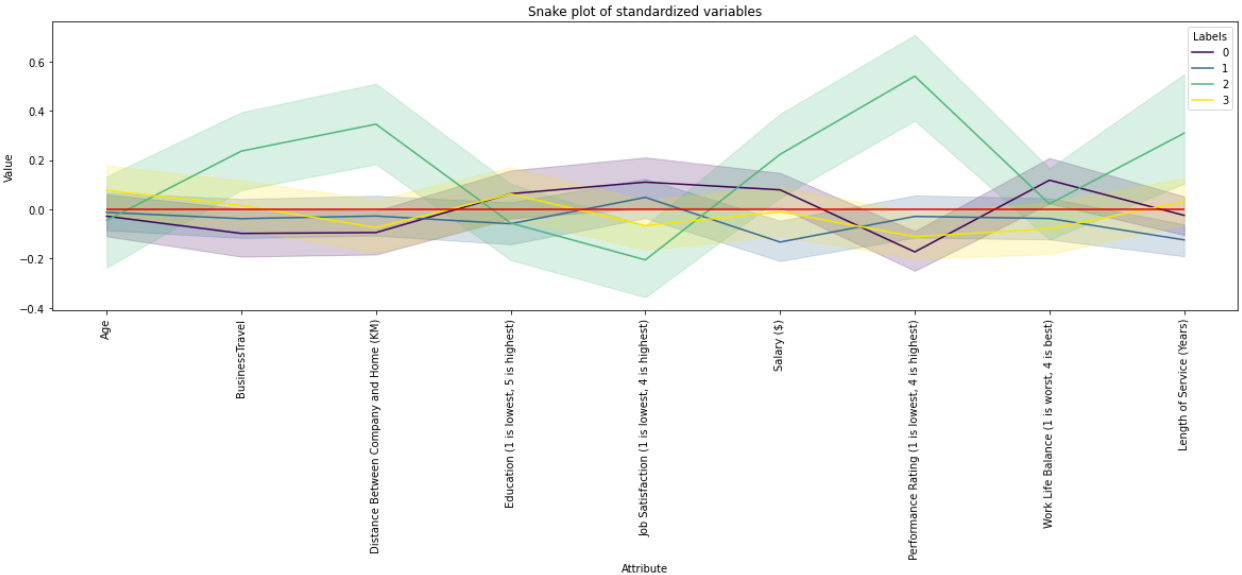 Snake plot of standardized variables
Labels
0
1
2
3
0.6
0.4
0.2
0.0
−0.2
−0.4
Value
Age
BusinessTravel
Distance Between Company and Home (KM)
Education (1 is lowest, 5 is highest)
Job Satisfaction (1 is lowest, 4 is highest)
Salary ($)
Performance Rating (1 is lowest, 4 is highest)
Work Life Balance (1 is worst, 4 is best)
Length of Service (Years)
Attribute